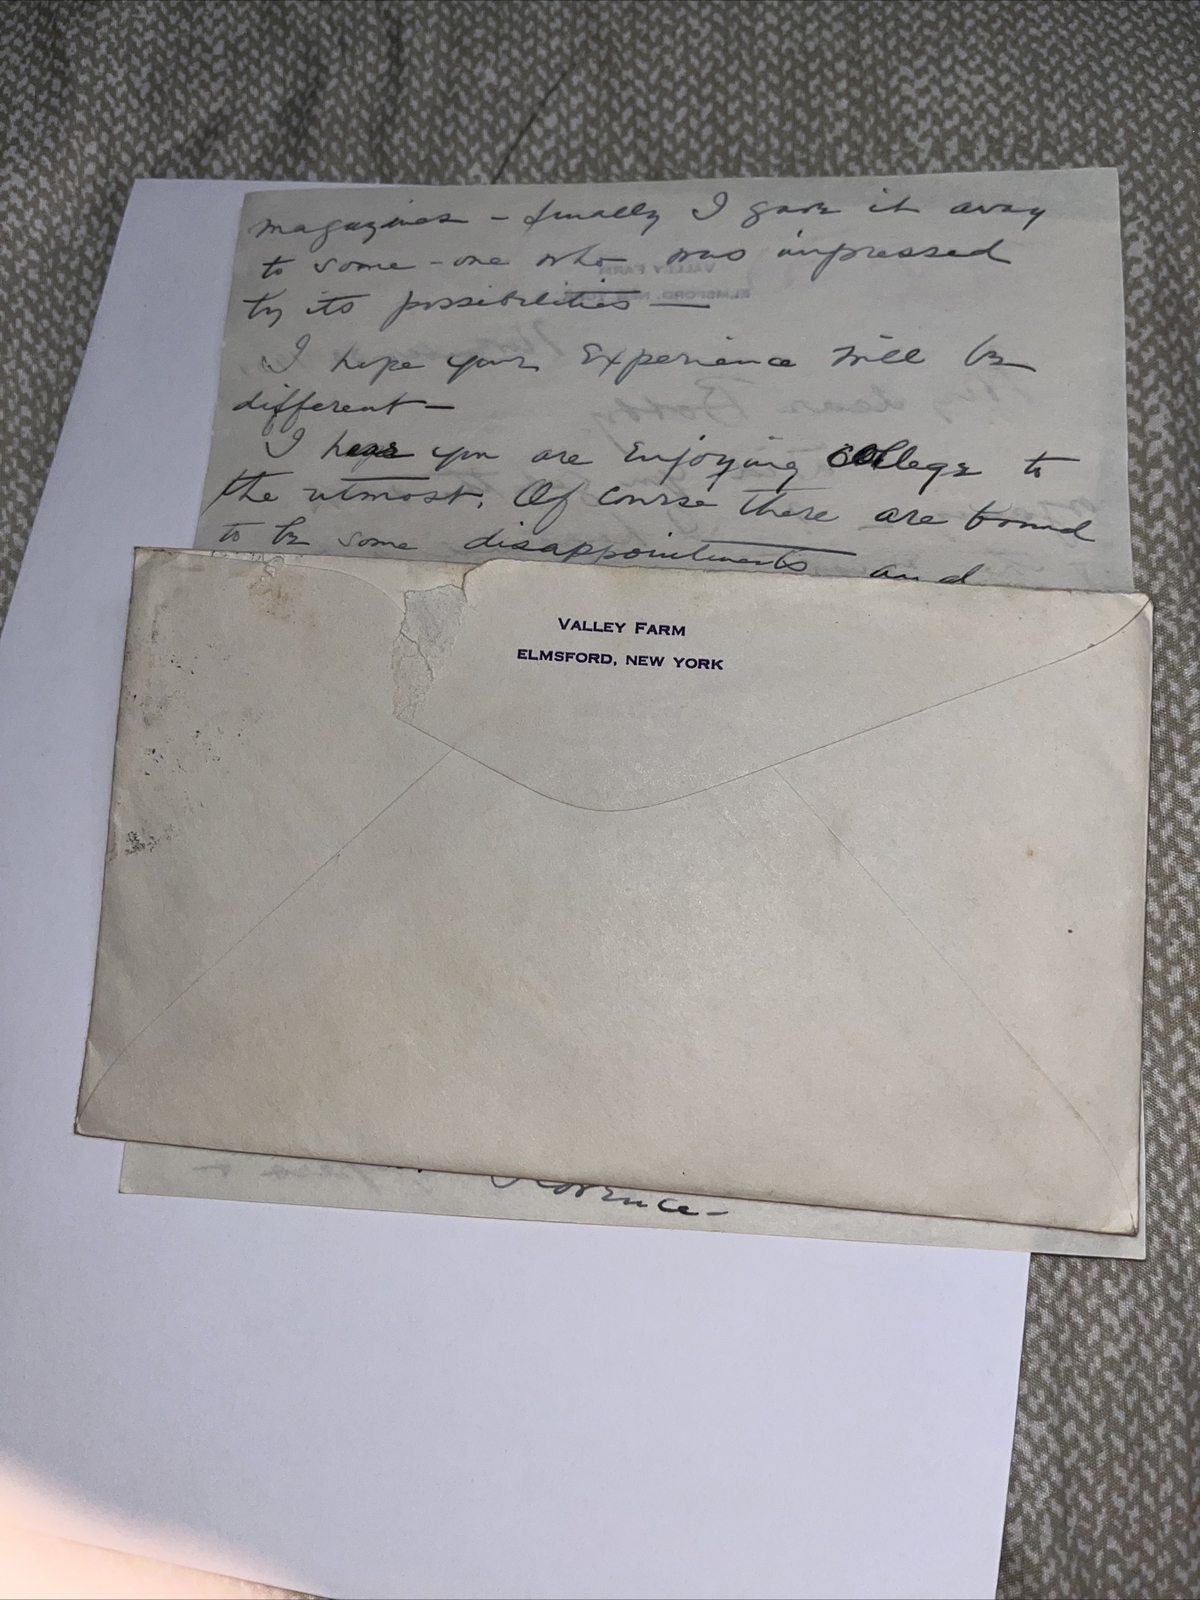 magazines - finally I gave it away
to some-one who was impressed
by its possibilities —
I hope your Experience will be
different —
I hear you are Enjoying College to
the utmost. Of course there are bound
to be some disappointments and
VALLEY FARM
ELMSFORD, NEW YORK
Florence -